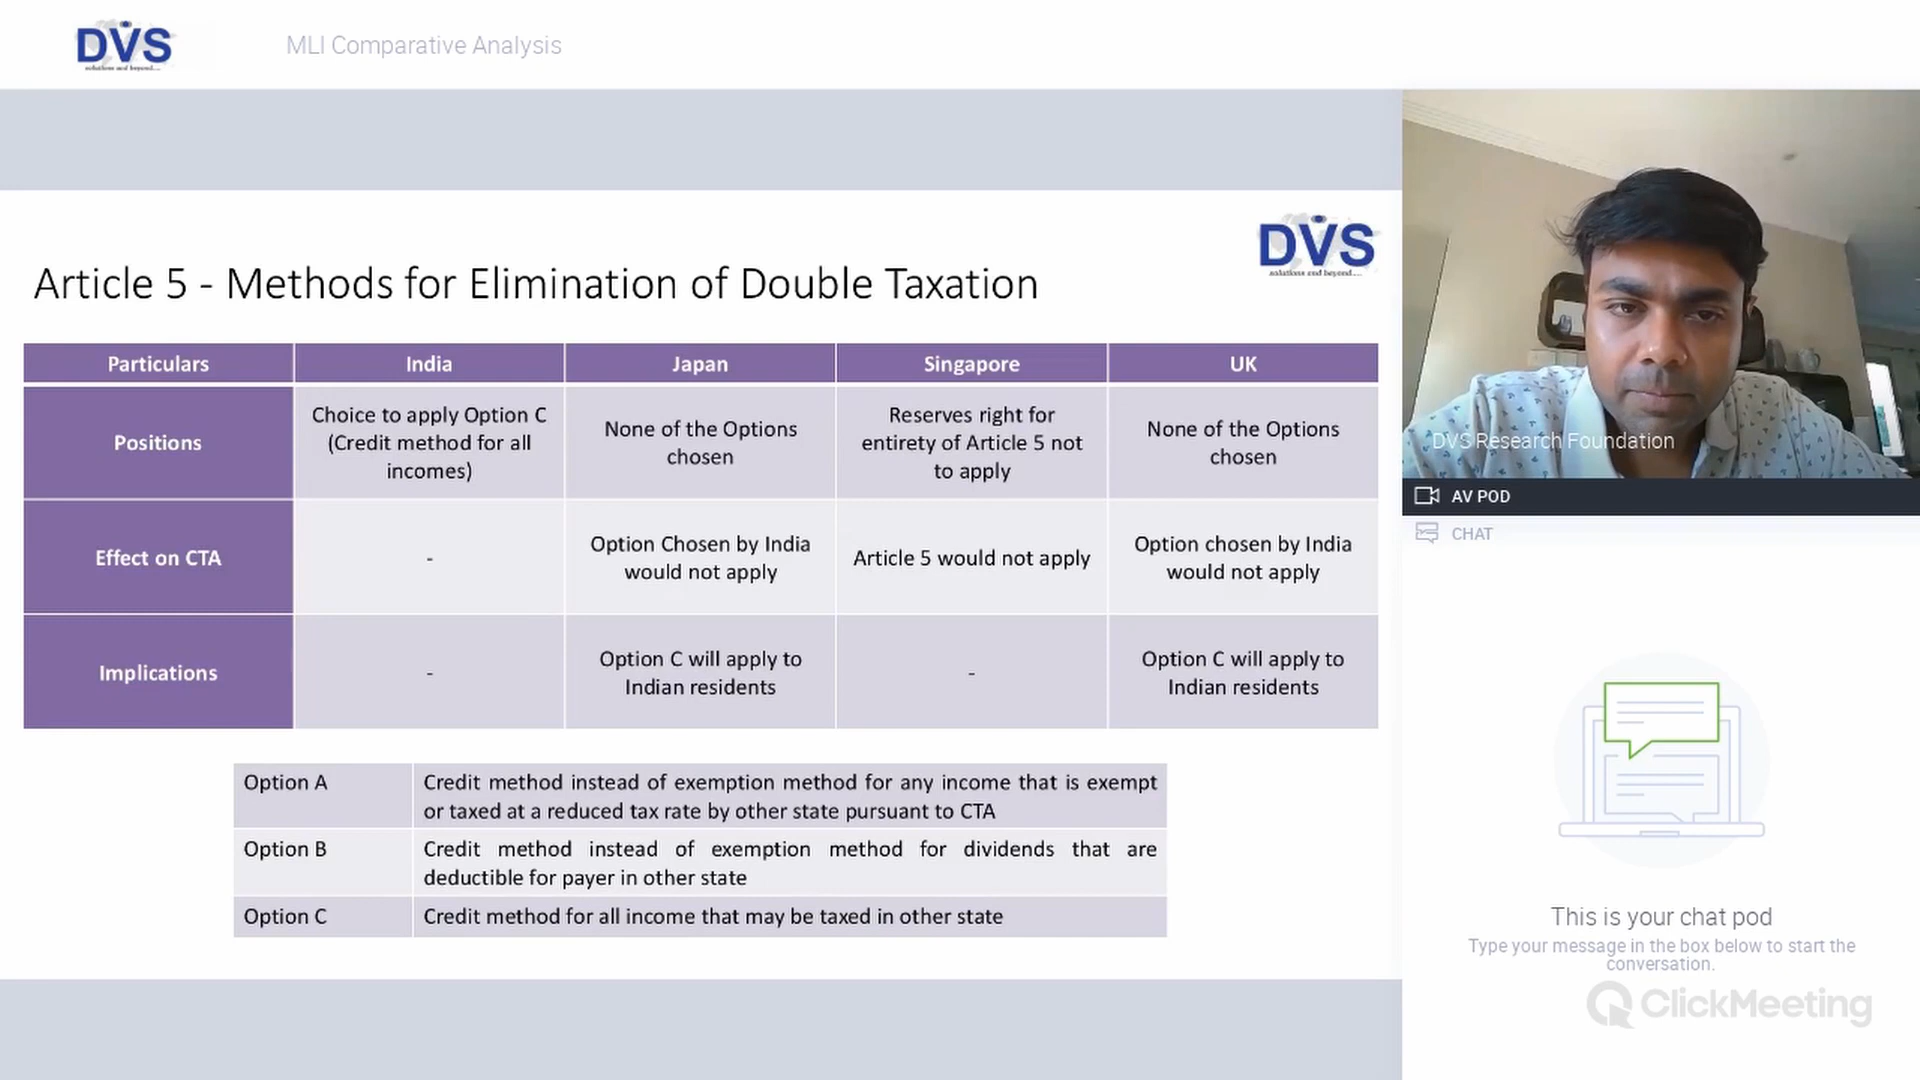 DVS
solutions and beyond....
MLI Comparative Analysis
DVS
solutions and beyond....
Article 5 - Methods for Elimination of Double Taxation
Particulars
India
Japan
Singapore
UK
Positions
Choice to apply Option C
(Credit method for all
incomes)
None of the Options
chosen
Reserves right for
entirety of Article 5 not
to apply
None of the Options
chosen
Effect on CTA
-
Option Chosen by India
would not apply
Article 5 would not apply
Option chosen by India
would not apply
Implications
-
Option C will apply to
Indian residents
-
Option C will apply to
Indian residents
Option A
Credit method instead of exemption method for any income that is exempt
or taxed at a reduced tax rate by other state pursuant to CTA
Option B
Credit method instead of exemption method for dividends that are
deductible for payer in other state
Option C
Credit method for all income that may be taxed in other state
DVS Research Foundation
AV POD
CHAT
This is your chat pod
Type your message in the box below to start the
conversation.
ClickMeeting